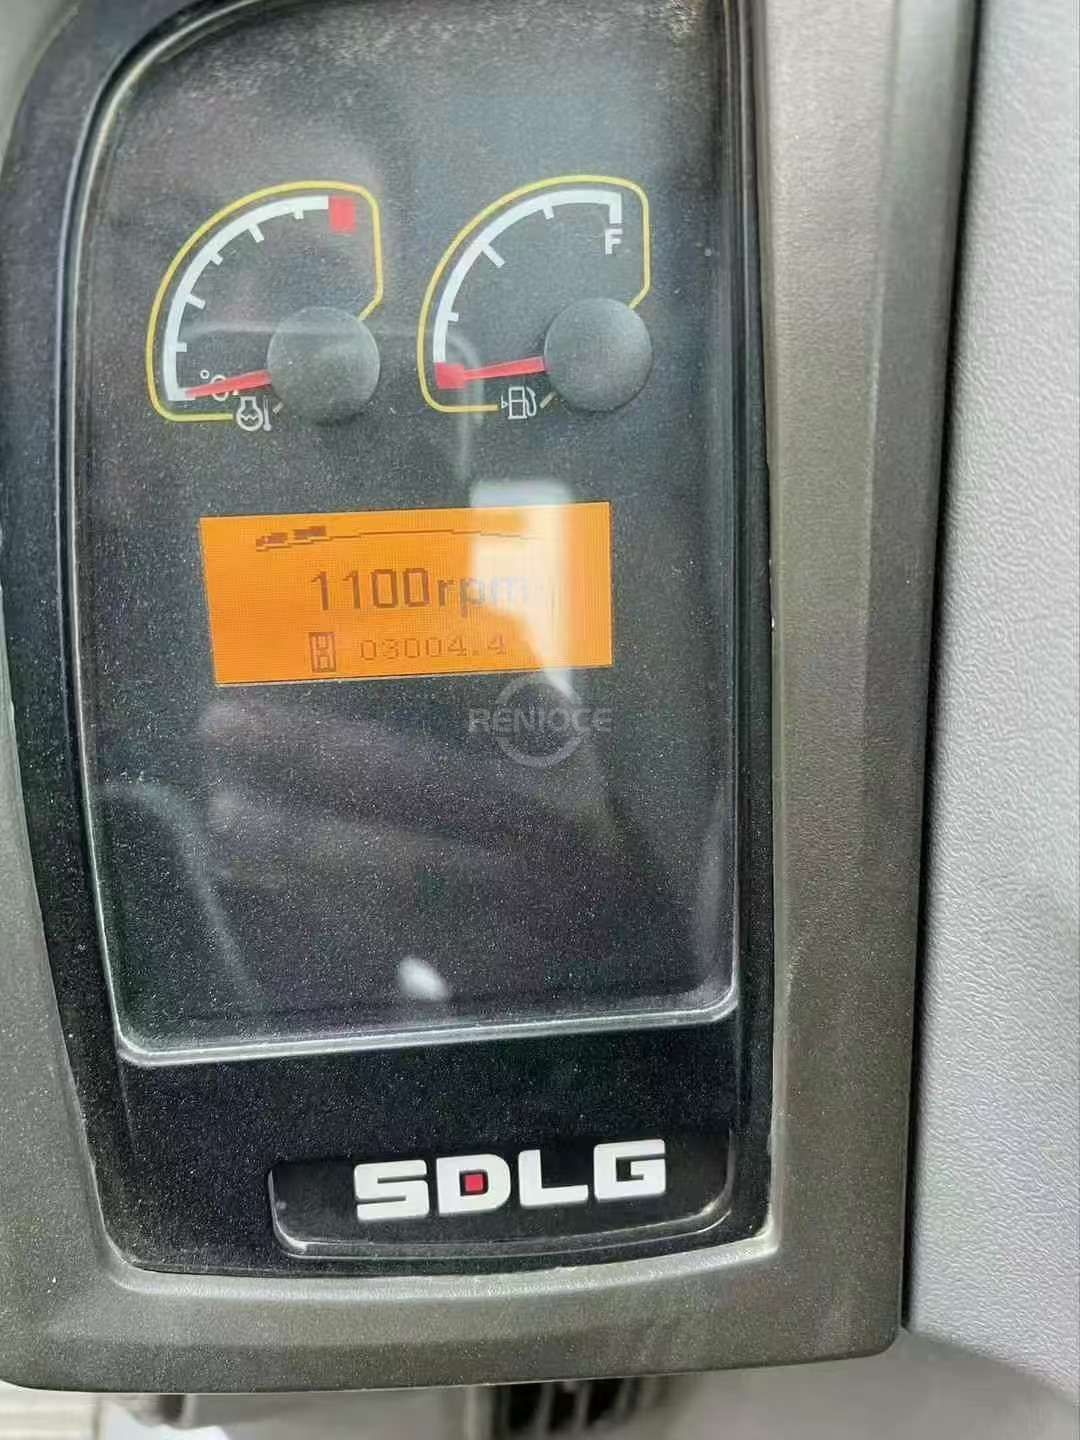 F
°C
1100rpm
03004.4
RENIOCE
SDLG